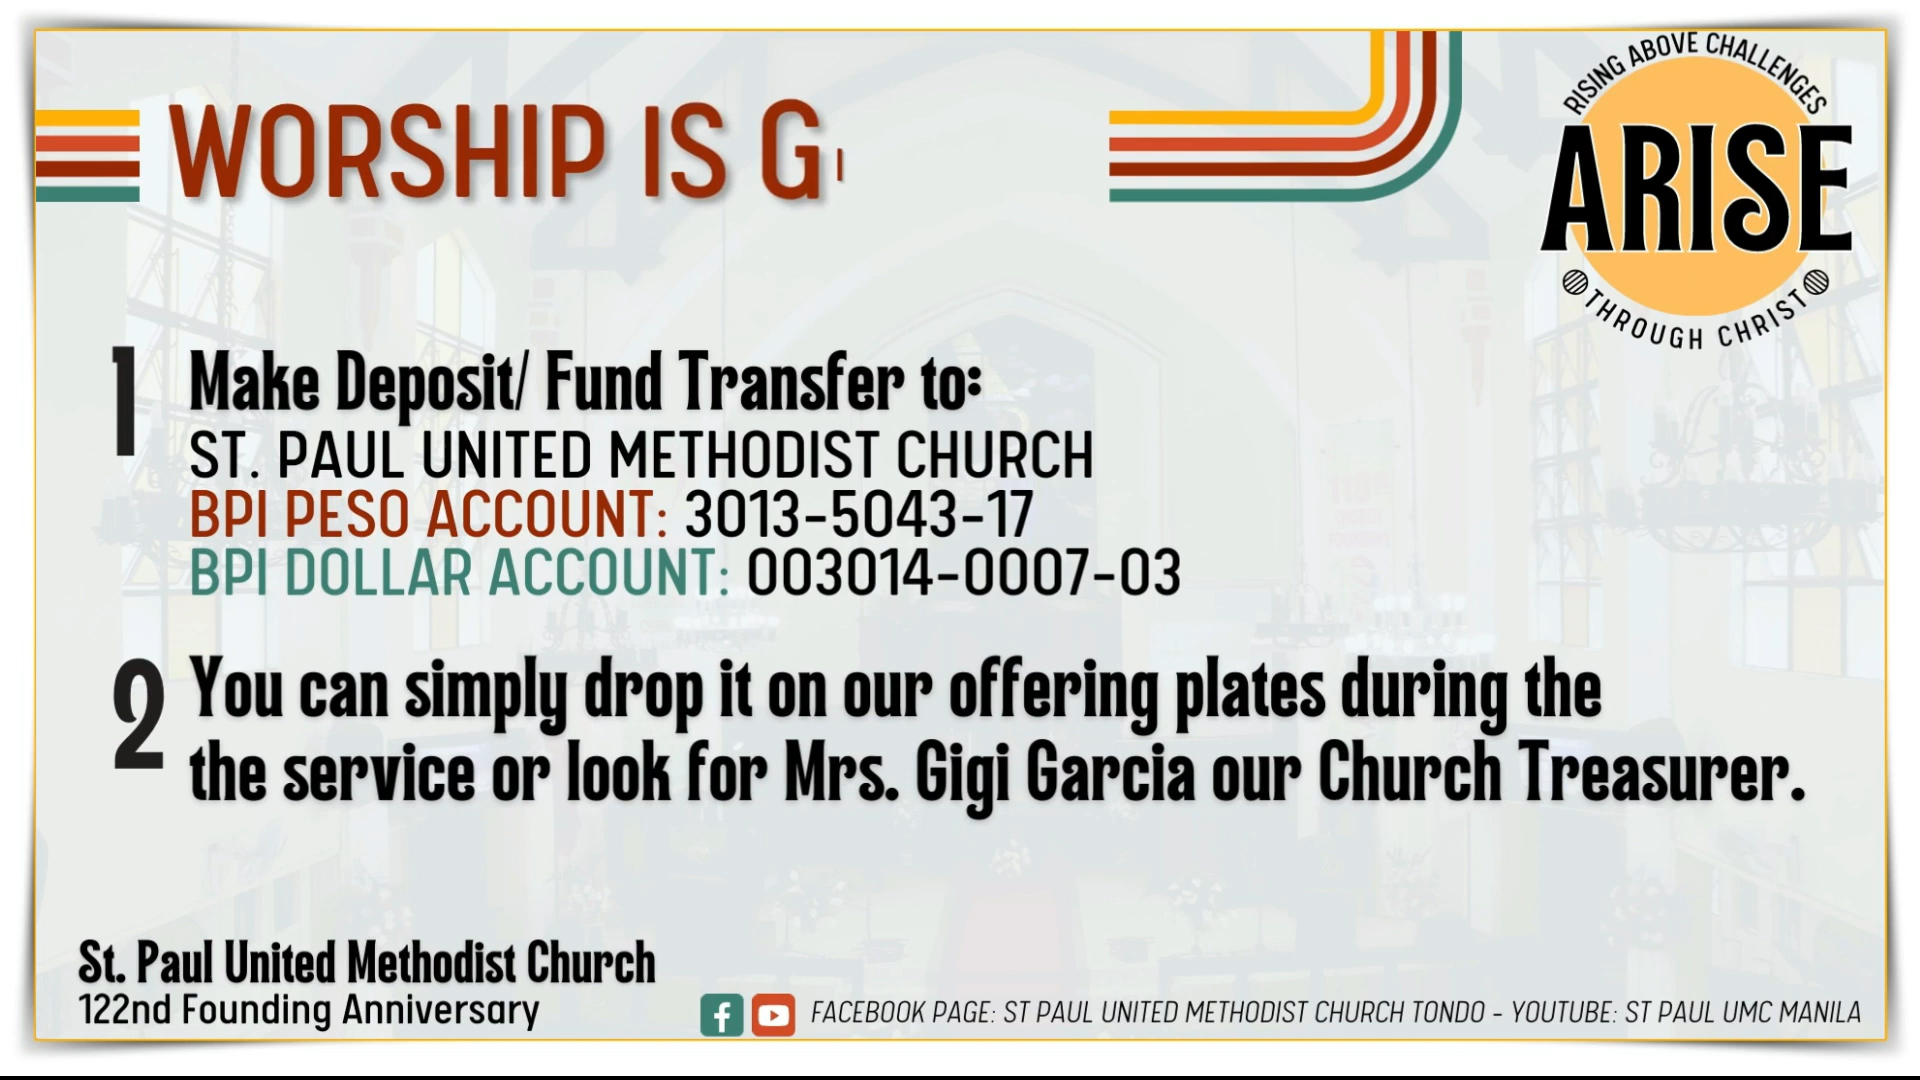 RISING ABOVE CHALLENGES
ARISE
THROUGH CHRIST
WORSHIP IS GI
1 Make Deposit/ Fund Transfer to:
ST. PAUL UNITED METHODIST CHURCH
BPI PESO ACCOUNT: 3013-5043-17
BPI DOLLAR ACCOUNT: 003014-0007-03
2 You can simply drop it on our offering plates during the
the service or look for Mrs. Gigi Garcia our Church Treasurer.
St. Paul United Methodist Church
122nd Founding Anniversary
FACEBOOK PAGE: ST PAUL UNITED METHODIST CHURCH TONDO - YOUTUBE: ST PAUL UMC MANILA